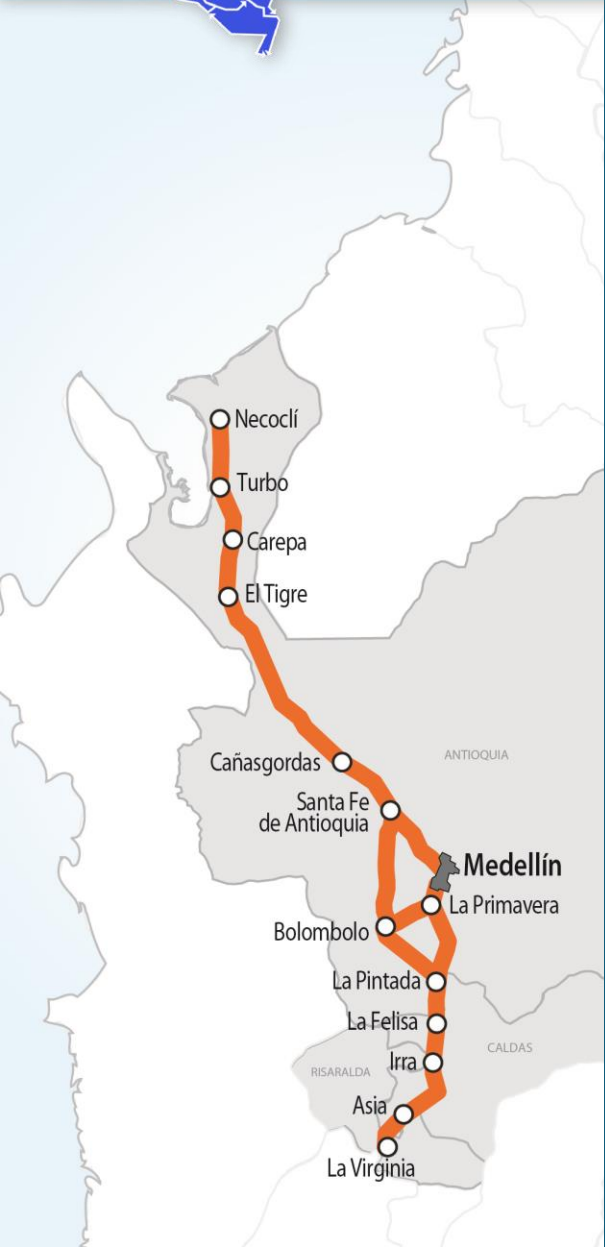 Necoclí
Turbo
Carepa
El Tigre
Cañasgordas
ANTIOQUIA
Santa Fe
de Antioquia
Medellín
La Primavera
Bolombolo
La Pintada
La Felisa
CALDAS
Irra
RISARALDA
Asia
La Virginia